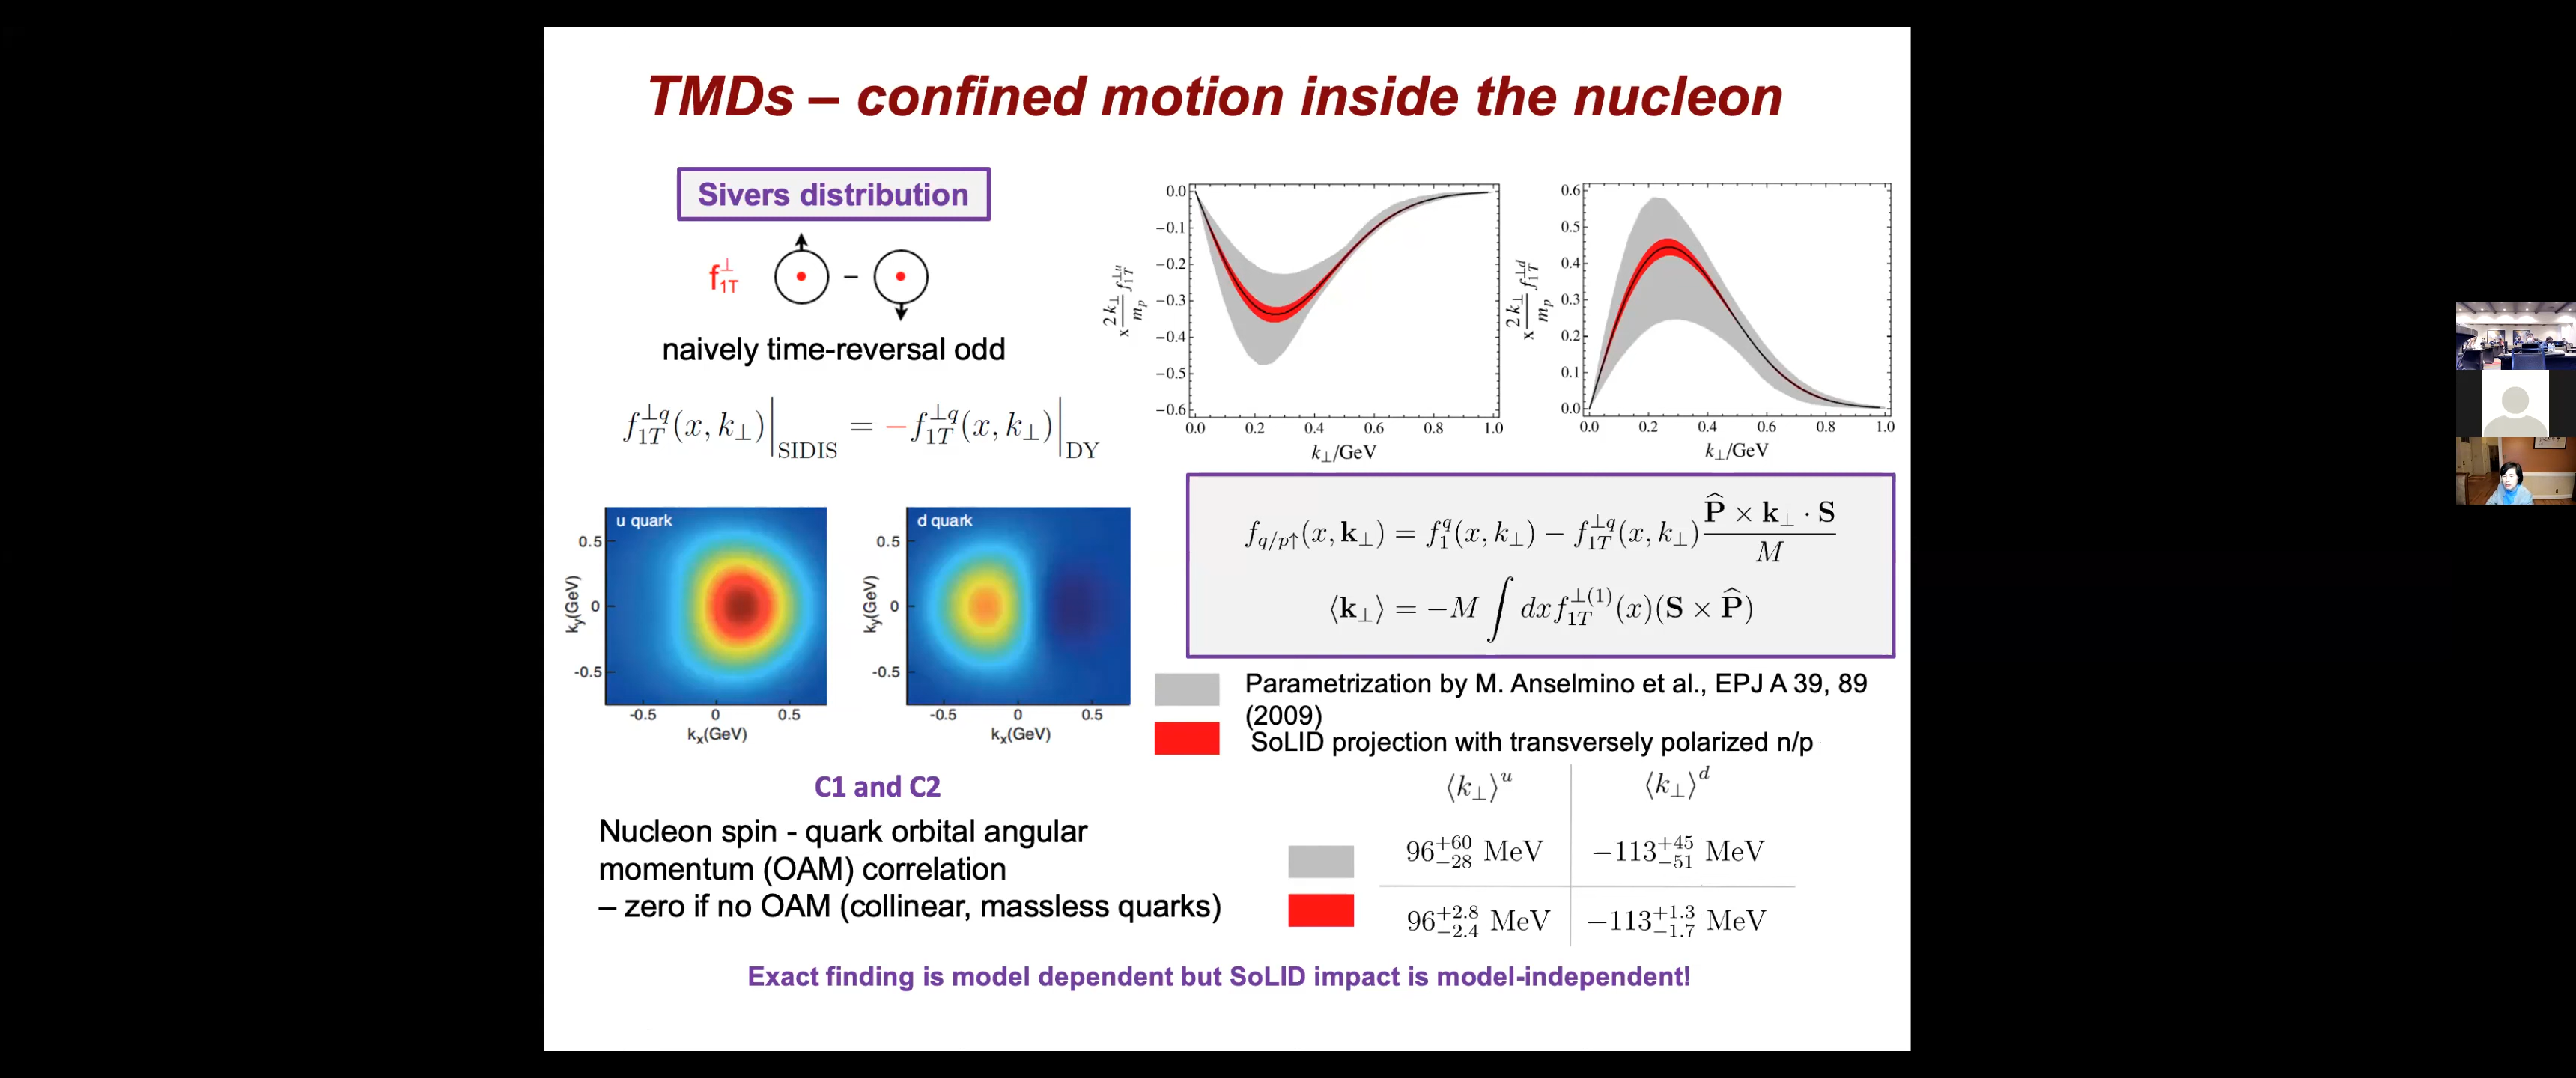 TMDs – confined motion inside the nucleon
Sivers distribution
f⊥1T
−
naively time-reversal odd
f⊥q1T(x, k⊥)|SIDIS = −f⊥q1T(x, k⊥)|DY
0.0
−0.1
−0.2
−0.3
−0.4
−0.5
−0.6
0.0 0.2 0.4 0.6 0.8 1.0
k⊥/GeV
x 2 k⊥ / mp f⊥u1T
0.6
0.5
0.4
0.3
0.2
0.1
0.0
0.0 0.2 0.4 0.6 0.8 1.0
k⊥/GeV
x 2 k⊥ / mp f⊥d1T
u quark
0.5
0
-0.5
ky(GeV)
-0.5 0 0.5
kx(GeV)
d quark
0.5
0
-0.5
ky(GeV)
-0.5 0 0.5
kx(GeV)
fq/p↑(x, k⊥) = fq1(x, k⊥) − f⊥q1T(x, k⊥) P̂ × k⊥ · S / M
⟨k⊥⟩ = −M ∫ dx f⊥(1)1T(x)(S × P̂)
Parametrization by M. Anselmino et al., EPJ A 39, 89
(2009)
SoLID projection with transversely polarized n/p
C1 and C2
Nucleon spin - quark orbital angular
momentum (OAM) correlation
– zero if no OAM (collinear, massless quarks)
⟨k⊥⟩u ⟨k⊥⟩d
96+60−28 MeV −113+45−51 MeV
96+2.8−2.4 MeV −113+1.3−1.7 MeV
Exact finding is model dependent but SoLID impact is model-independent!